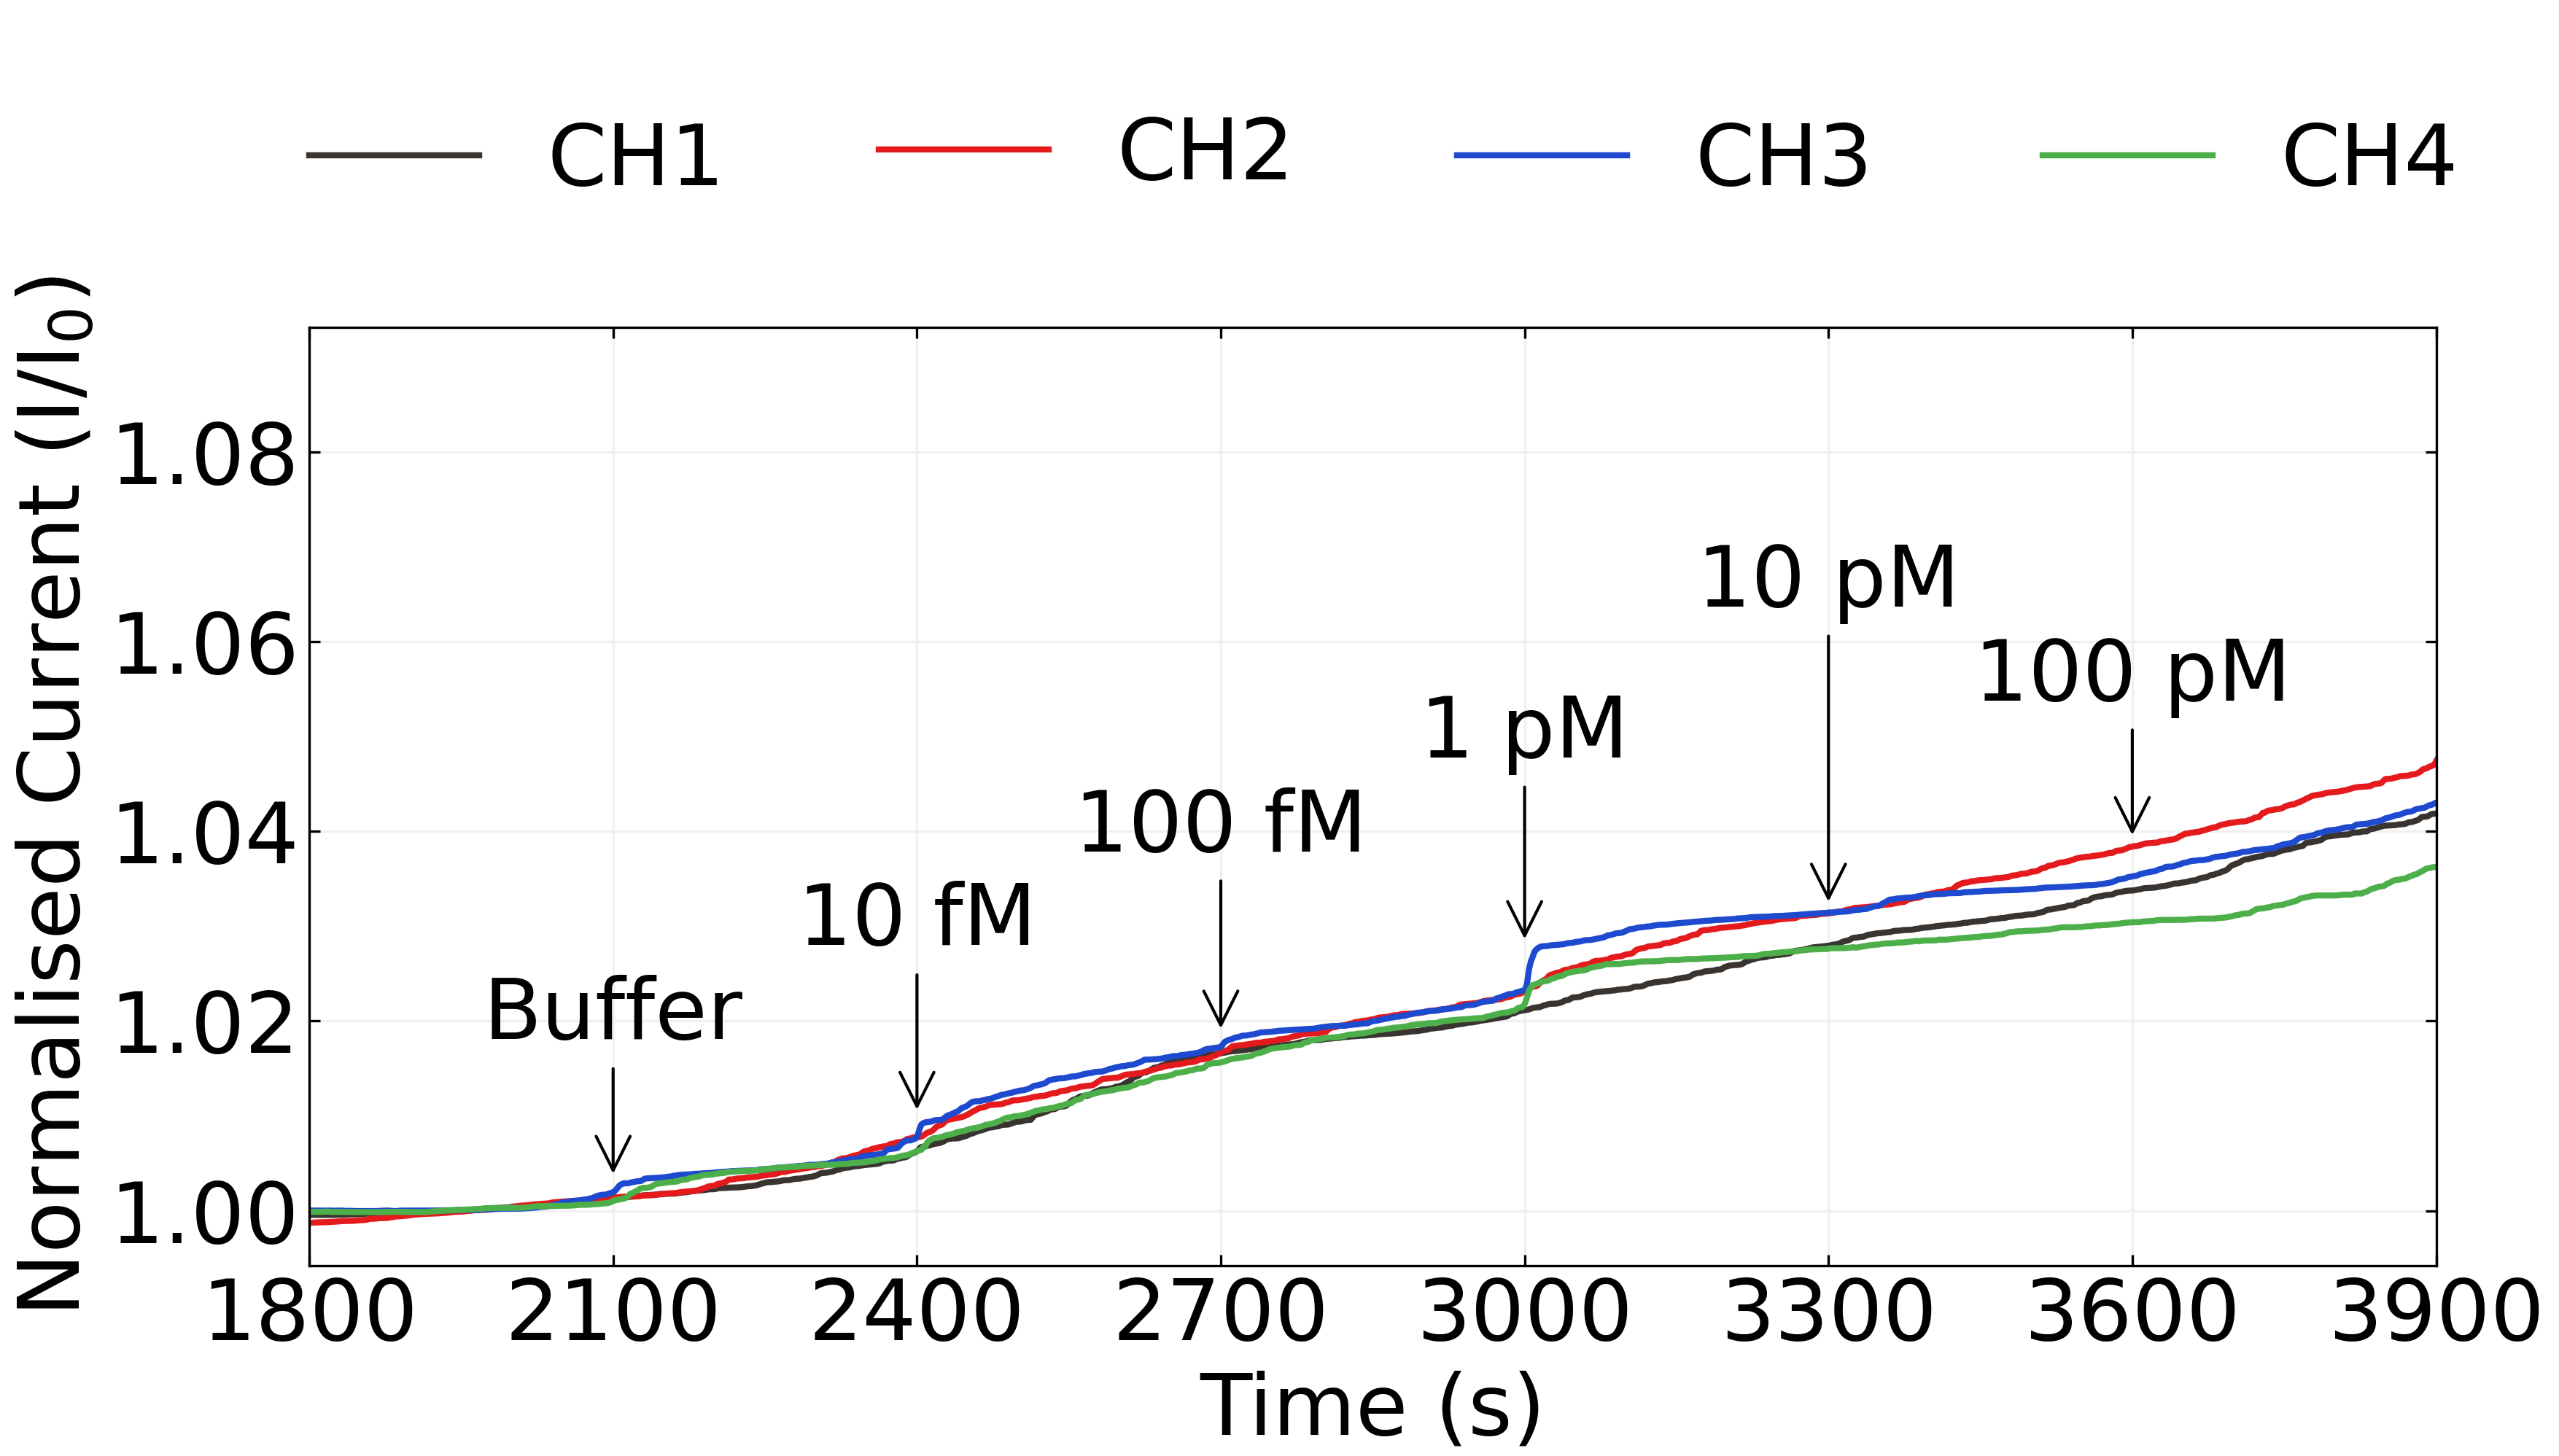 CH1 CH2 CH3 CH4
Normalised Current (I/I₀)
1.08
1.06
1.04
1.02
1.00
10 pM
100 pM
1 pM
100 fM
10 fM
Buffer
1800 2100 2400 2700 3000 3300 3600 3900
Time (s)